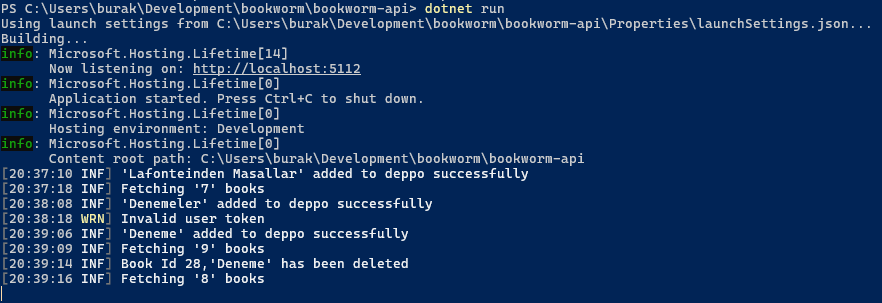 PS C:\Users\burak\Development\bookworm\bookworm-api> dotnet run
Using launch settings from C:\Users\burak\Development\bookworm\bookworm-api\Properties\launchSettings.json...
Building...
info: Microsoft.Hosting.Lifetime[14]
      Now listening on: http://localhost:5112
info: Microsoft.Hosting.Lifetime[0]
      Application started. Press Ctrl+C to shut down.
info: Microsoft.Hosting.Lifetime[0]
      Hosting environment: Development
info: Microsoft.Hosting.Lifetime[0]
      Content root path: C:\Users\burak\Development\bookworm\bookworm-api
[20:37:10 INF] 'Lafonteinden Masallar' added to deppo successfully
[20:37:18 INF] Fetching '7' books
[20:38:08 INF] 'Denemeler' added to deppo successfully
[20:38:18 WRN] Invalid user token
[20:39:06 INF] 'Deneme' added to deppo successfully
[20:39:09 INF] Fetching '9' books
[20:39:14 INF] Book Id 28,'Deneme' has been deleted
[20:39:16 INF] Fetching '8' books